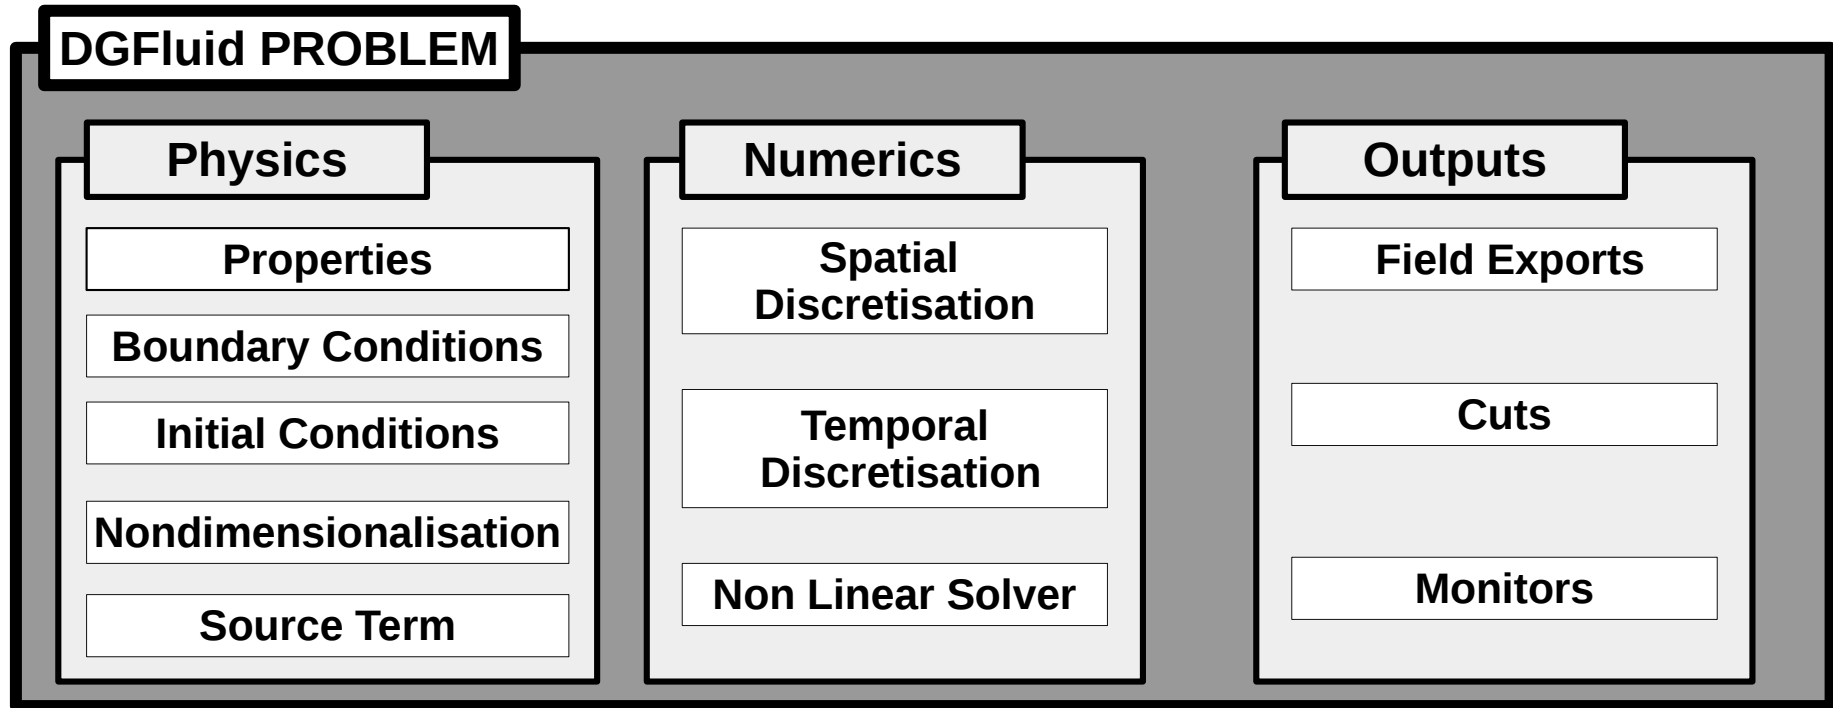 DGFluid PROBLEM
Physics
Properties
Boundary Conditions
Initial Conditions
Nondimensionalisation
Source Term
Numerics
Spatial
Discretisation
Temporal
Discretisation
Non Linear Solver
Outputs
Field Exports
Cuts
Monitors